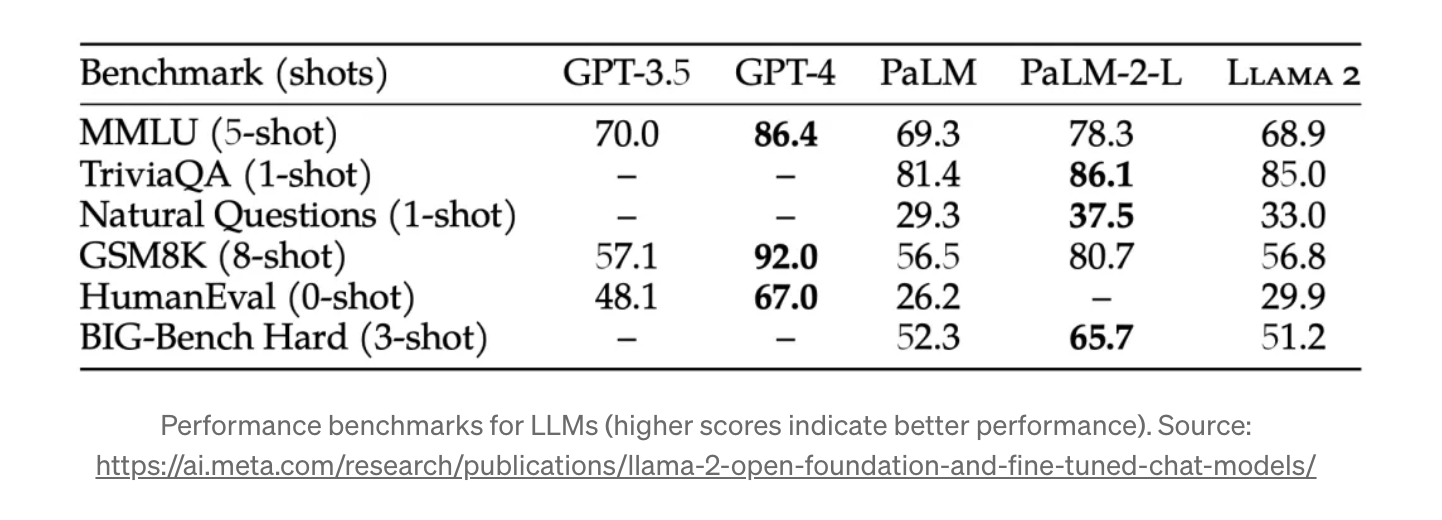 Benchmark (shots) GPT-3.5 GPT-4 PaLM PaLM-2-L LLAMA 2
MMLU (5-shot) 70.0 86.4 69.3 78.3 68.9
TriviaQA (1-shot) – – 81.4 86.1 85.0
Natural Questions (1-shot) – – 29.3 37.5 33.0
GSM8K (8-shot) 57.1 92.0 56.5 80.7 56.8
HumanEval (0-shot) 48.1 67.0 26.2 – 29.9
BIG-Bench Hard (3-shot) – – 52.3 65.7 51.2
Performance benchmarks for LLMs (higher scores indicate better performance). Source:
https://ai.meta.com/research/publications/llama-2-open-foundation-and-fine-tuned-chat-models/